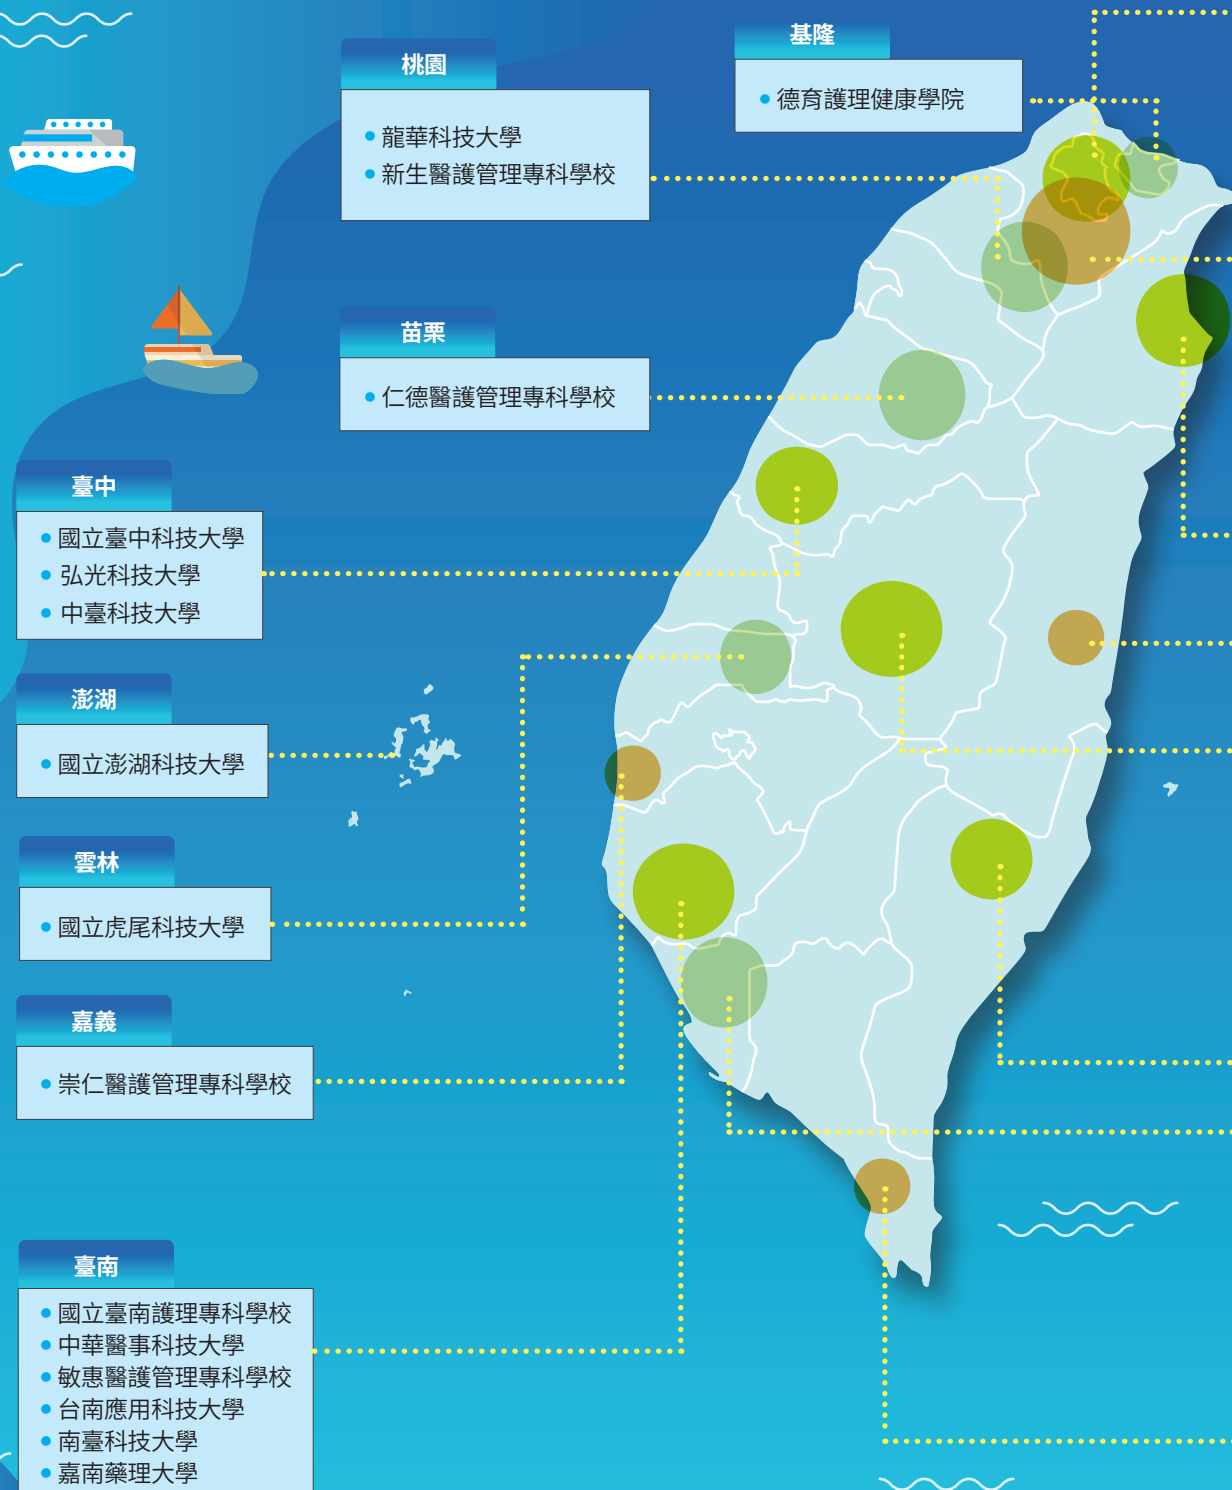 基隆
德育護理健康學院
桃園
龍華科技大學
新生醫護管理專科學校
苗栗
仁德醫護管理專科學校
臺中
國立臺中科技大學
弘光科技大學
中臺科技大學
澎湖
國立澎湖科技大學
雲林
國立虎尾科技大學
嘉義
崇仁醫護管理專科學校
臺南
國立臺南護理專科學校
中華醫事科技大學
敏惠醫護管理專科學校
台南應用科技大學
南臺科技大學
嘉南藥理大學